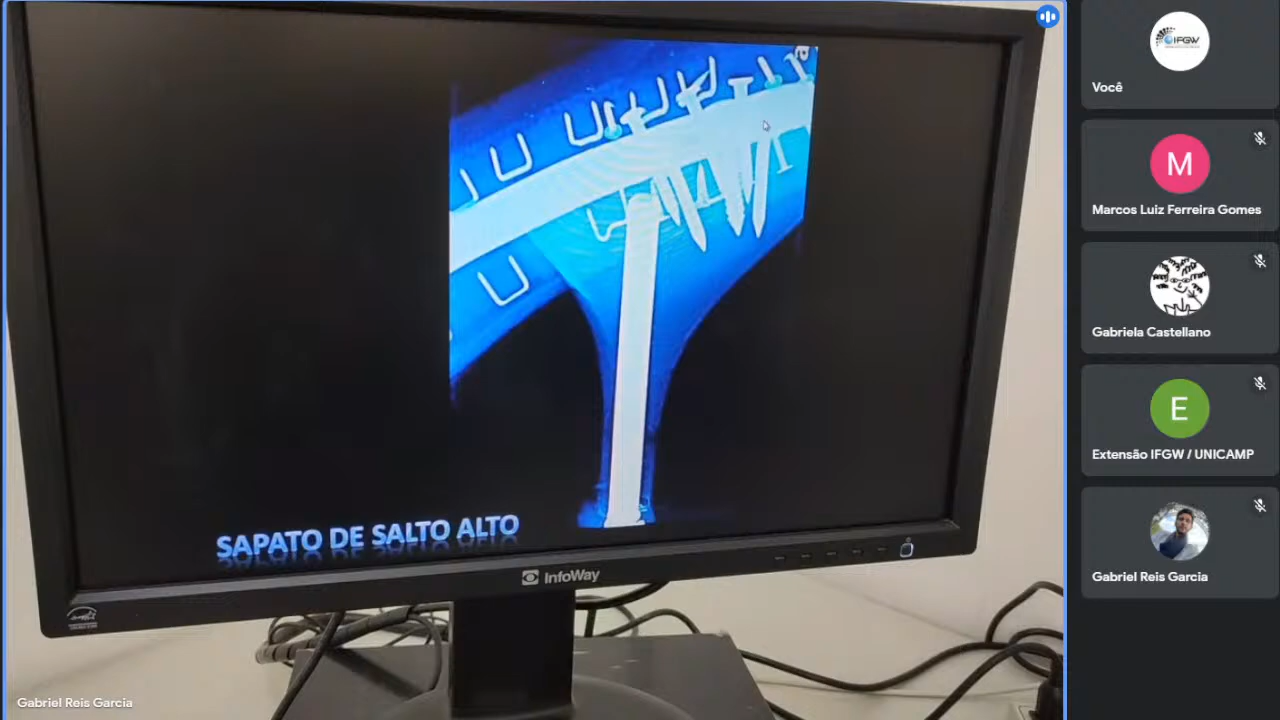 SAPATO DE SALTO ALTO
InfoWay
Gabriel Reis Garcia
IFGW
Você
M
Marcos Luiz Ferreira Gomes
Gabriela Castellano
E
Extensão IFGW / UNICAMP
Gabriel Reis Garcia